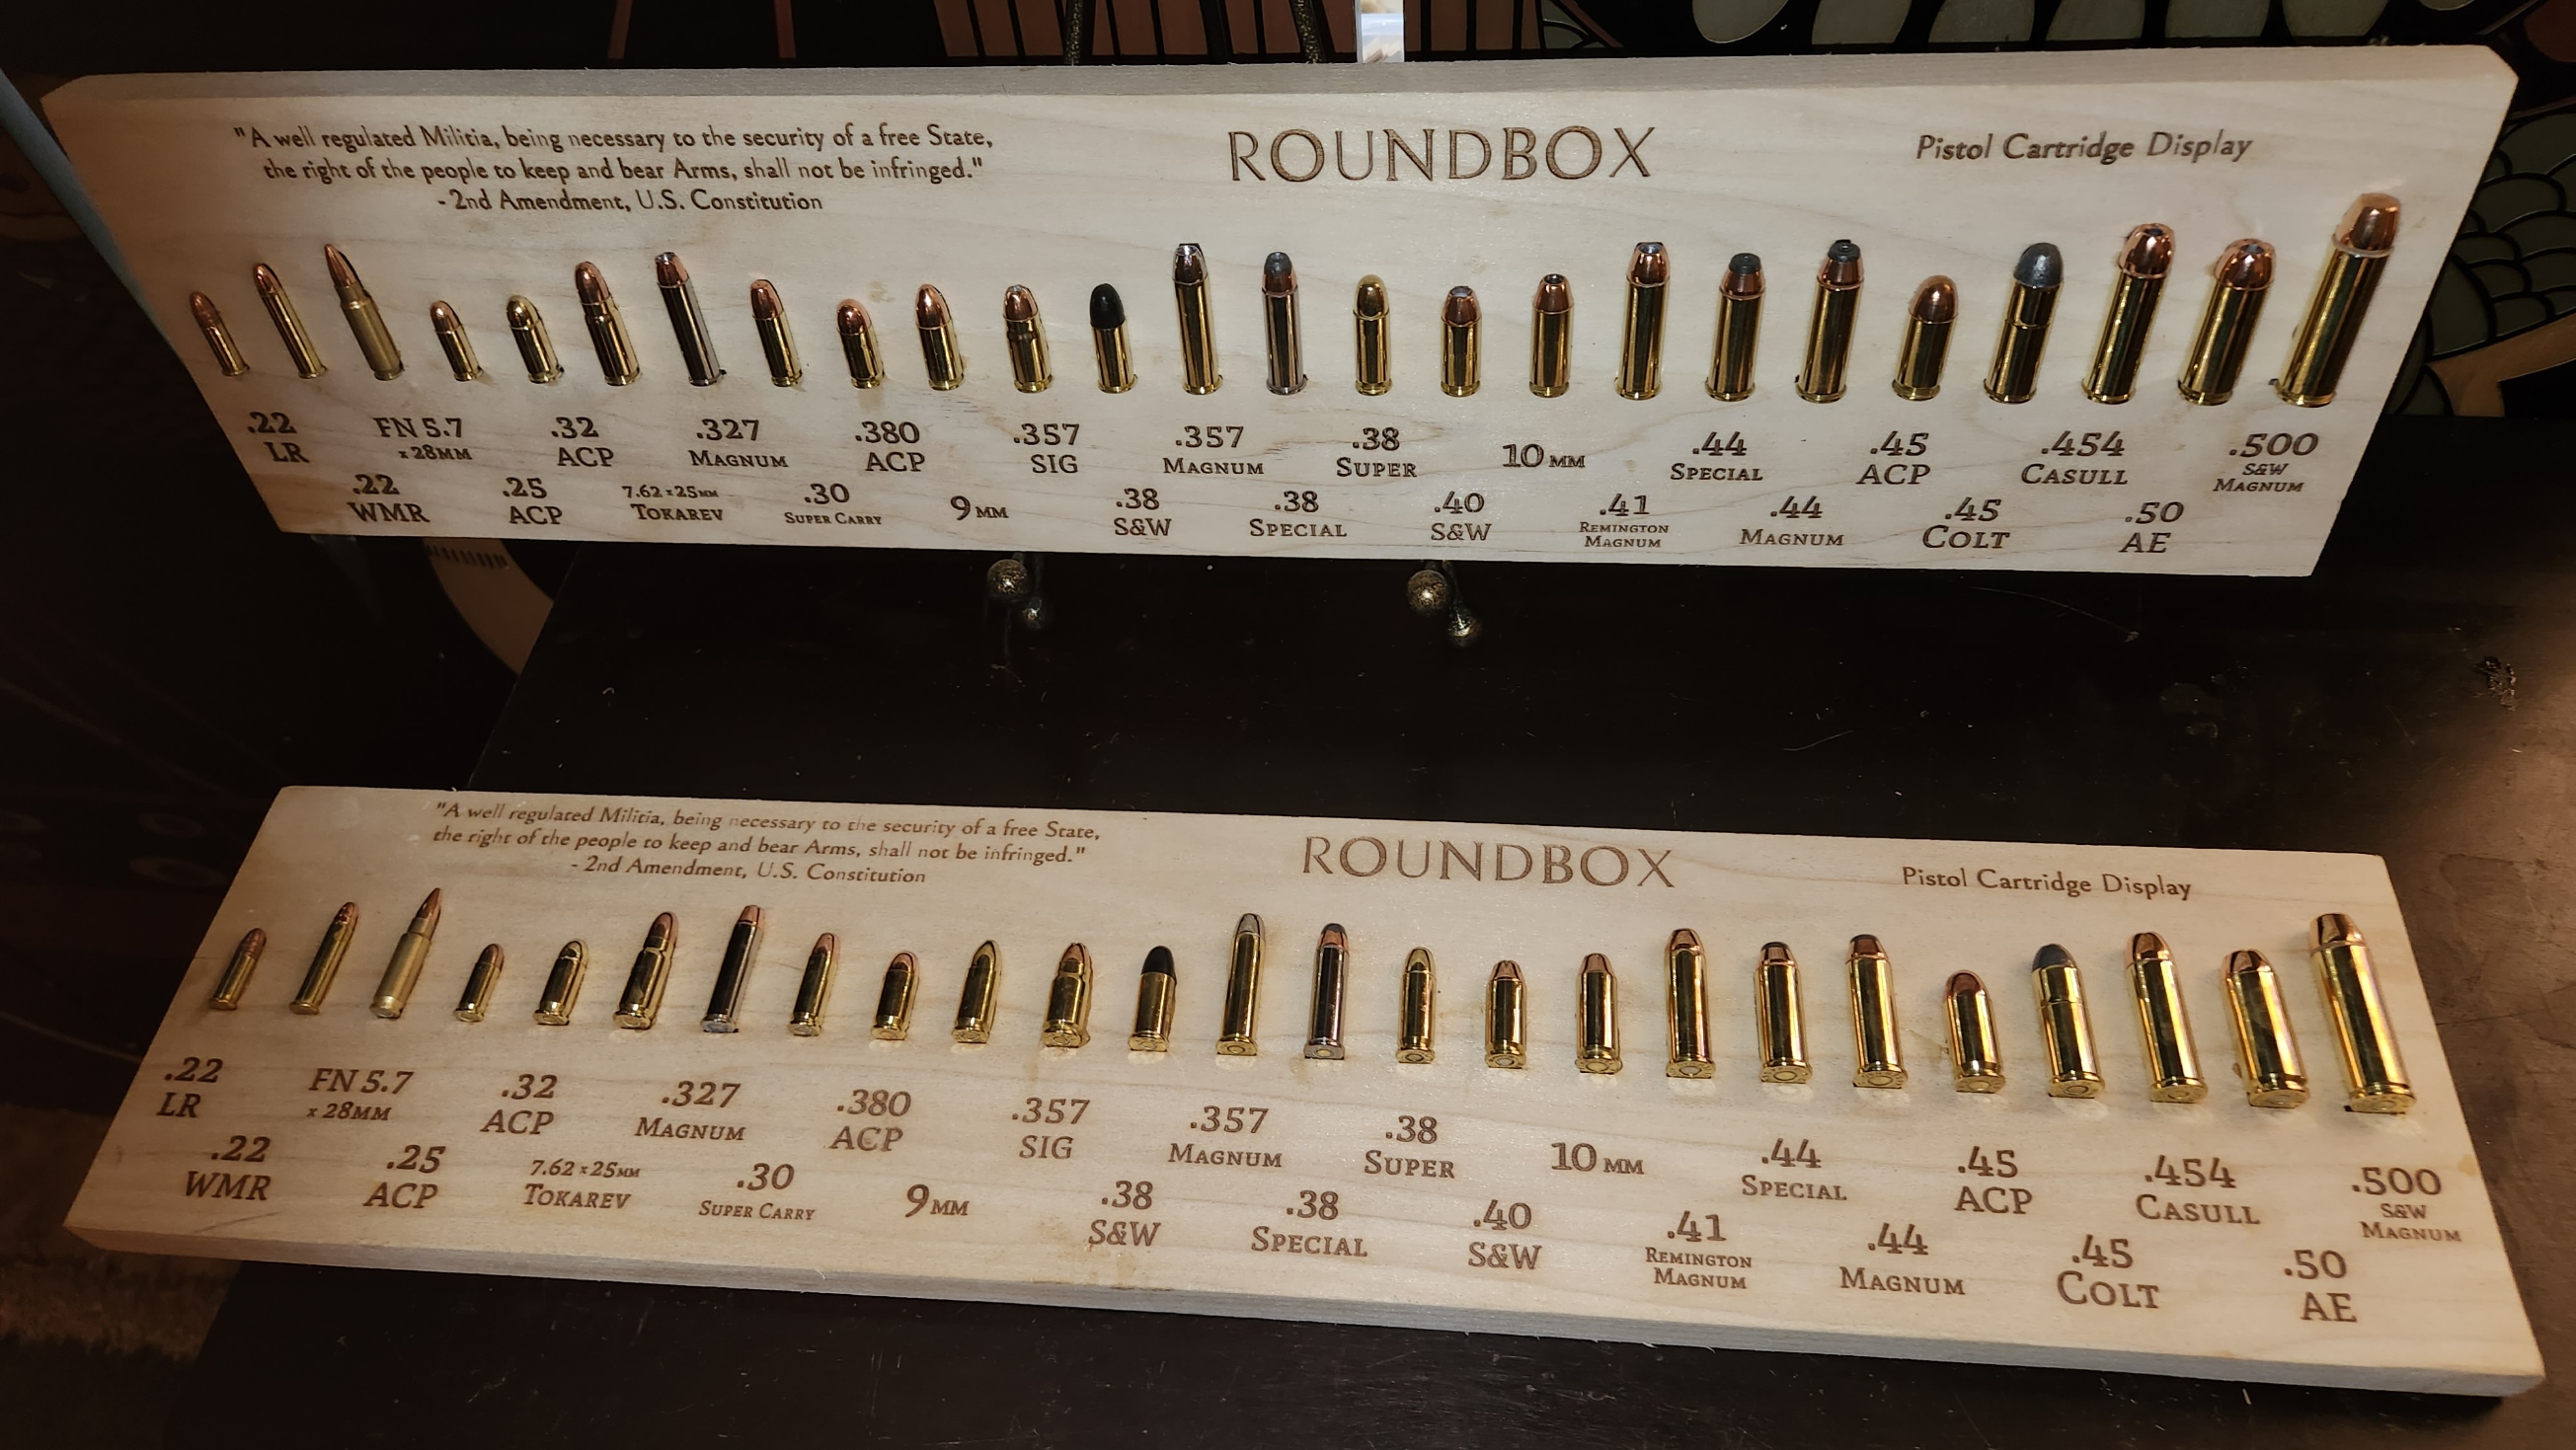 "A well regulated Militia, being necessary to the security of a free State,
the right of the people to keep and bear Arms, shall not be infringed."
- 2nd Amendment, U.S. Constitution
ROUNDBOX
Pistol Cartridge Display
.22 LR
.22 WMR
FN 5.7 x 28MM
.25 ACP
.32 ACP
7.62 x 25MM TOKAREV
.327 MAGNUM
.30 SUPER CARRY
.380 ACP
9 MM
.357 SIG
.38 S&W
.357 MAGNUM
.38 SPECIAL
.38 SUPER
.40 S&W
10 MM
.41 REMINGTON MAGNUM
.44 SPECIAL
.44 MAGNUM
.45 ACP
.45 COLT
.454 CASULL
.50 AE
.500 S&W MAGNUM
"A well regulated Militia, being necessary to the security of a free State,
the right of the people to keep and bear Arms, shall not be infringed."
- 2nd Amendment, U.S. Constitution
ROUNDBOX
Pistol Cartridge Display
.22 LR
.22 WMR
FN 5.7 x 28MM
.25 ACP
.32 ACP
7.62 x 25MM TOKAREV
.327 MAGNUM
.30 SUPER CARRY
.380 ACP
9 MM
.357 SIG
.38 S&W
.357 MAGNUM
.38 SPECIAL
.38 SUPER
.40 S&W
10 MM
.41 REMINGTON MAGNUM
.44 SPECIAL
.44 MAGNUM
.45 ACP
.45 COLT
.454 CASULL
.50 AE
.500 S&W MAGNUM